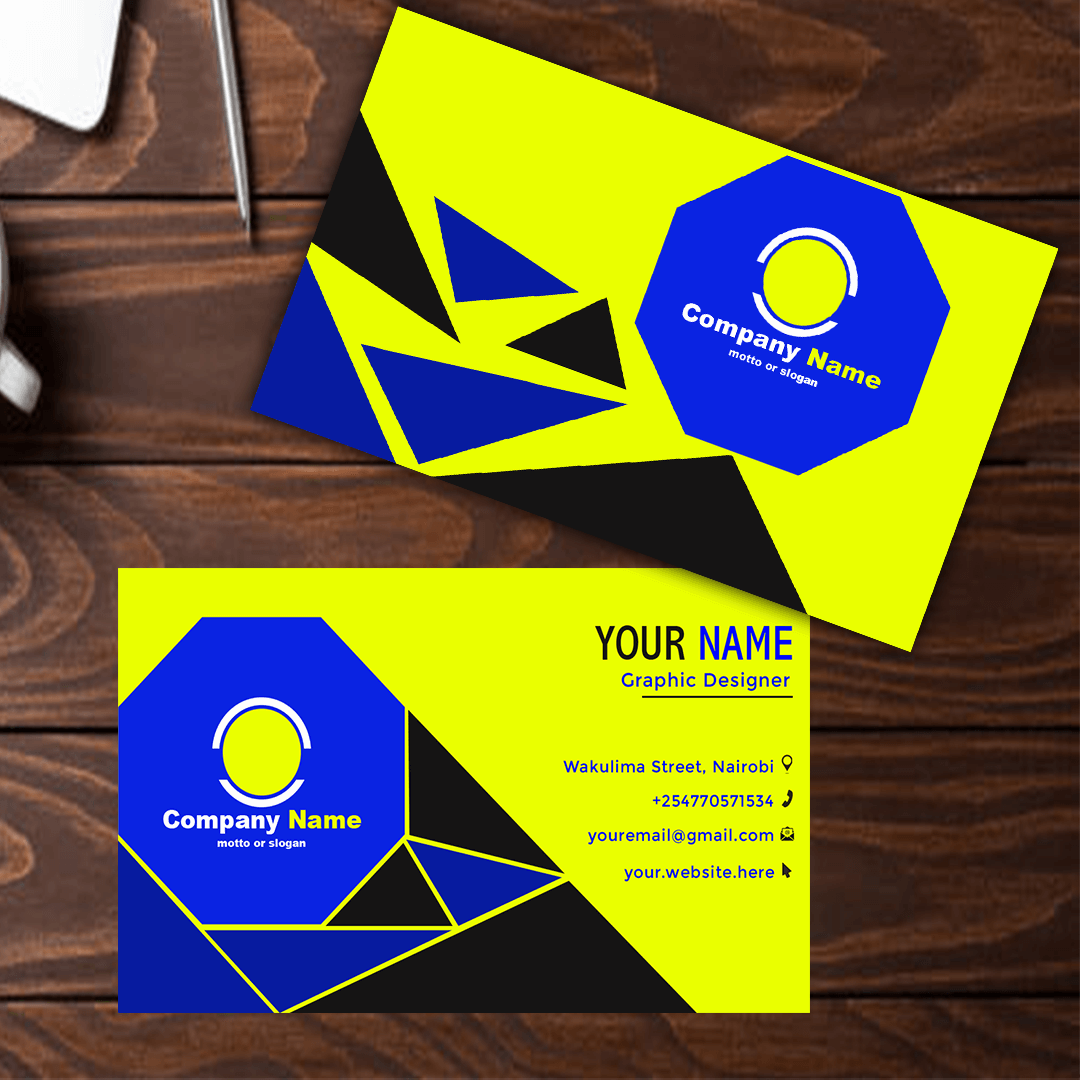 Company Name
motto or slogan
YOUR NAME
Graphic Designer
Wakulima Street, Nairobi
+254770571534
youremail@gmail.com
your.website.here
Company Name
motto or slogan